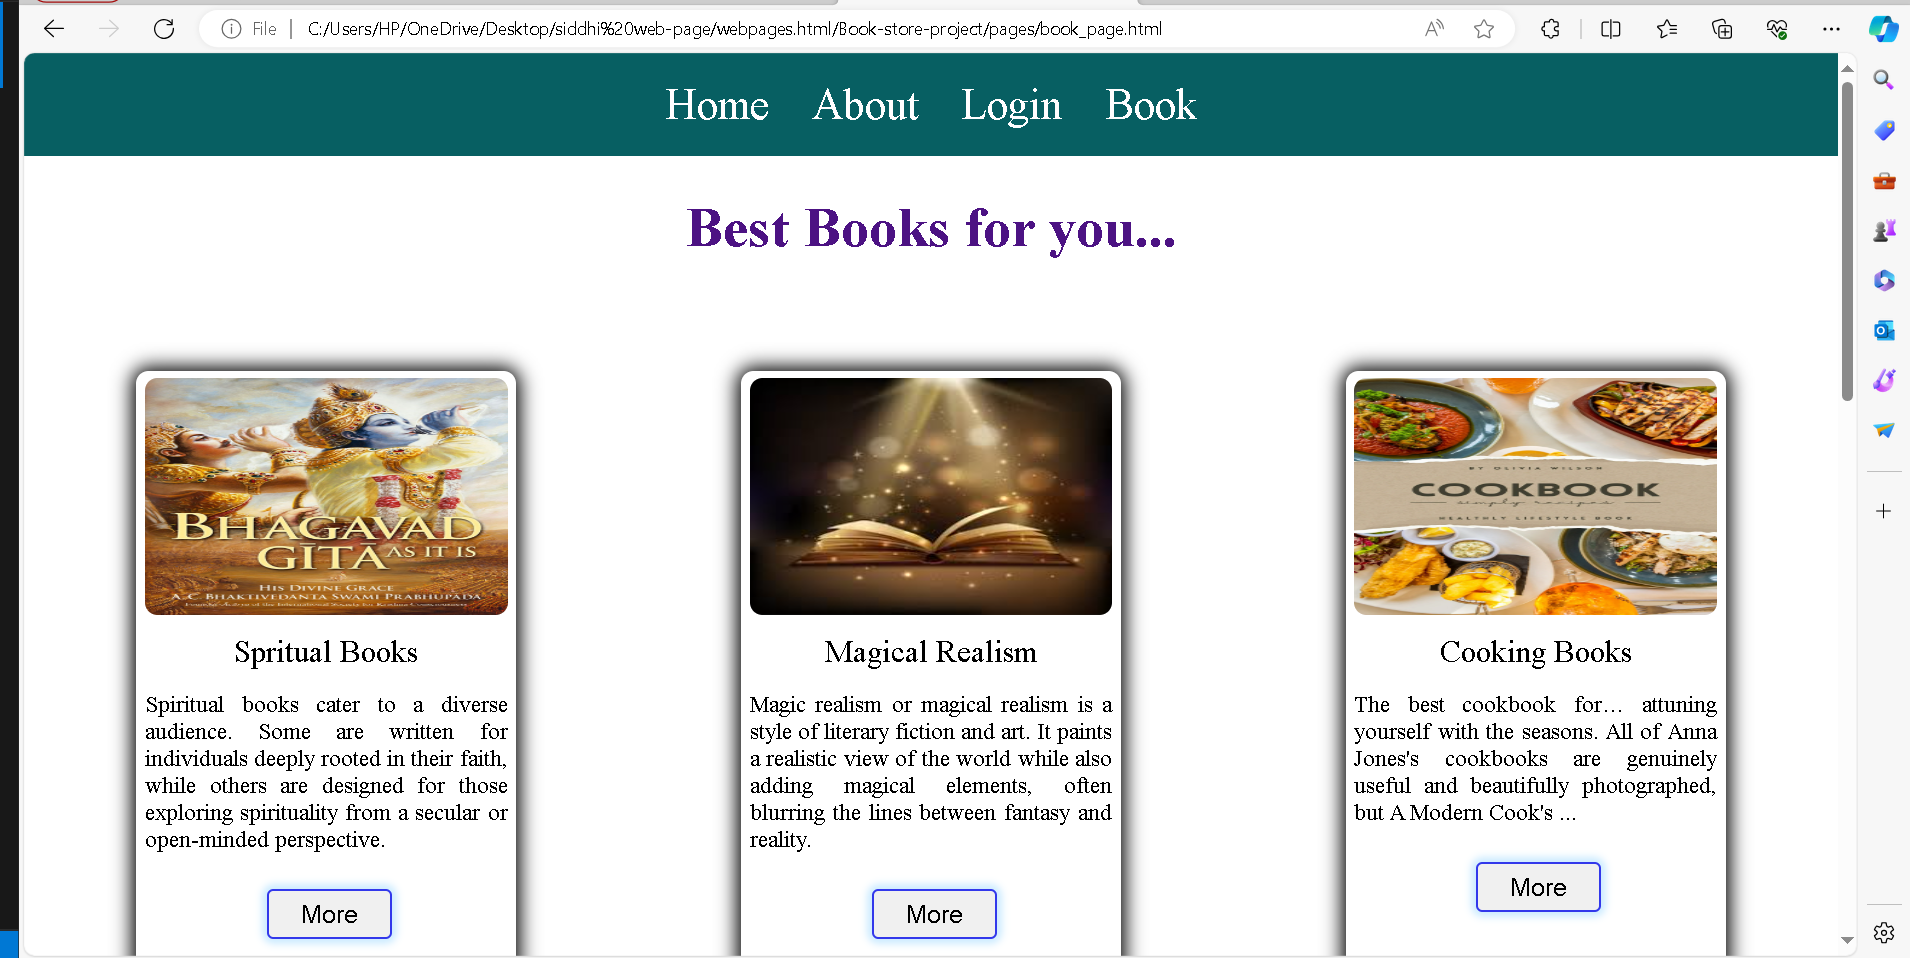 File
C:/Users/HP/OneDrive/Desktop/siddhi%20web-page/webpages.html/Book-store-project/pages/book_page.html
Home About Login Book
Best Books for you...
BHAGAVAD
GĪTĀ AS IT IS
HIS DIVINE GRACE
A.C. BHAKTIVEDANTA SWAMI PRABHUPĀDA
Spritual Books
Spiritual books cater to a diverse
audience. Some are written for
individuals deeply rooted in their faith,
while others are designed for those
exploring spirituality from a secular or
open-minded perspective.
More
Magical Realism
Magic realism or magical realism is a
style of literary fiction and art. It paints
a realistic view of the world while also
adding magical elements, often
blurring the lines between fantasy and
reality.
More
BY OLIVIA WILSON
COOKBOOK
simply recipes
HEALTHLY LIFESTYLE BOOK
Cooking Books
The best cookbook for… attuning
yourself with the seasons. All of Anna
Jones's cookbooks are genuinely
useful and beautifully photographed,
but A Modern Cook's ...
More